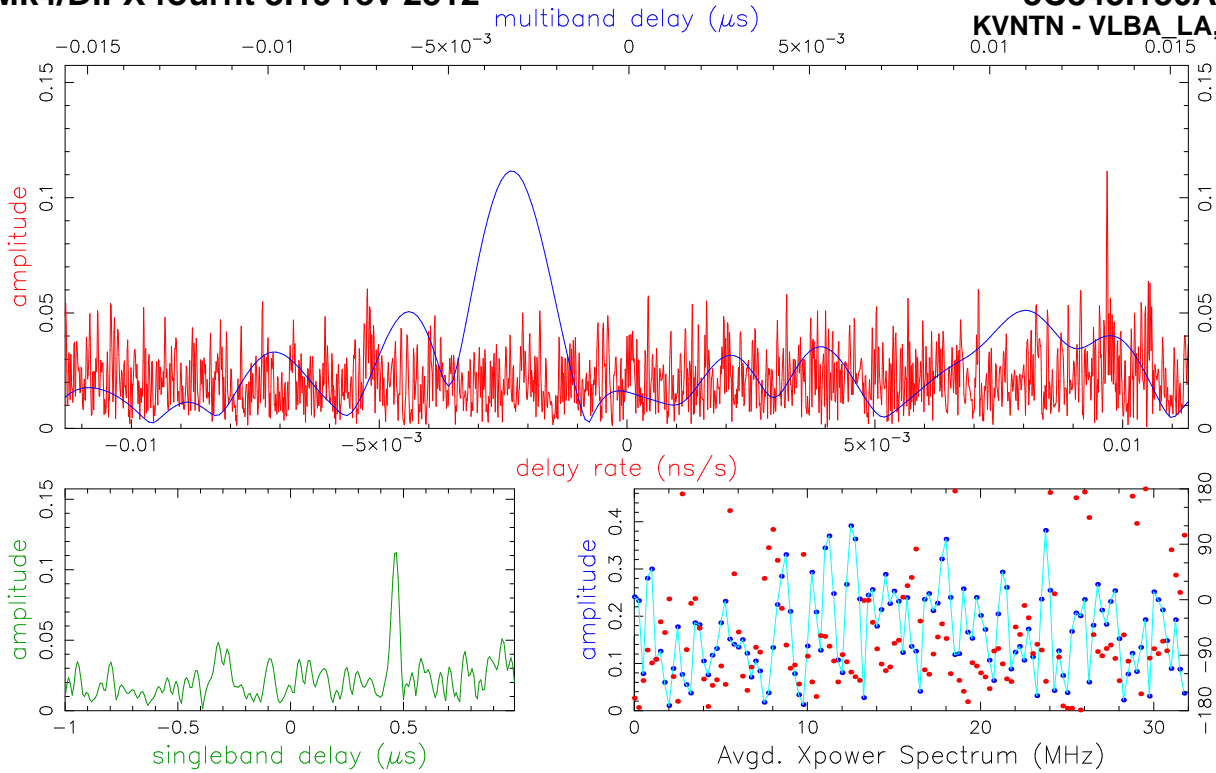 Mk4/DiFX fourfit
multiband delay (μs)
KVNTN - VLBA_LA,
−0.015 −0.01 −5×10⁻³ 0 5×10⁻³ 0.01 0.015
amplitude
0 0.05 0.1 0.15
0 0.05 0.1 0.15
−0.01 −5×10⁻³ 0 5×10⁻³ 0.01
delay rate (ns/s)
amplitude
0 0.05 0.1 0.15
−1 −0.5 0 0.5
singleband delay (μs)
amplitude
0 0.1 0.2 0.3 0.4
−180 −90 0 90 180
0 10 20 30
Avgd. Xpower Spectrum (MHz)